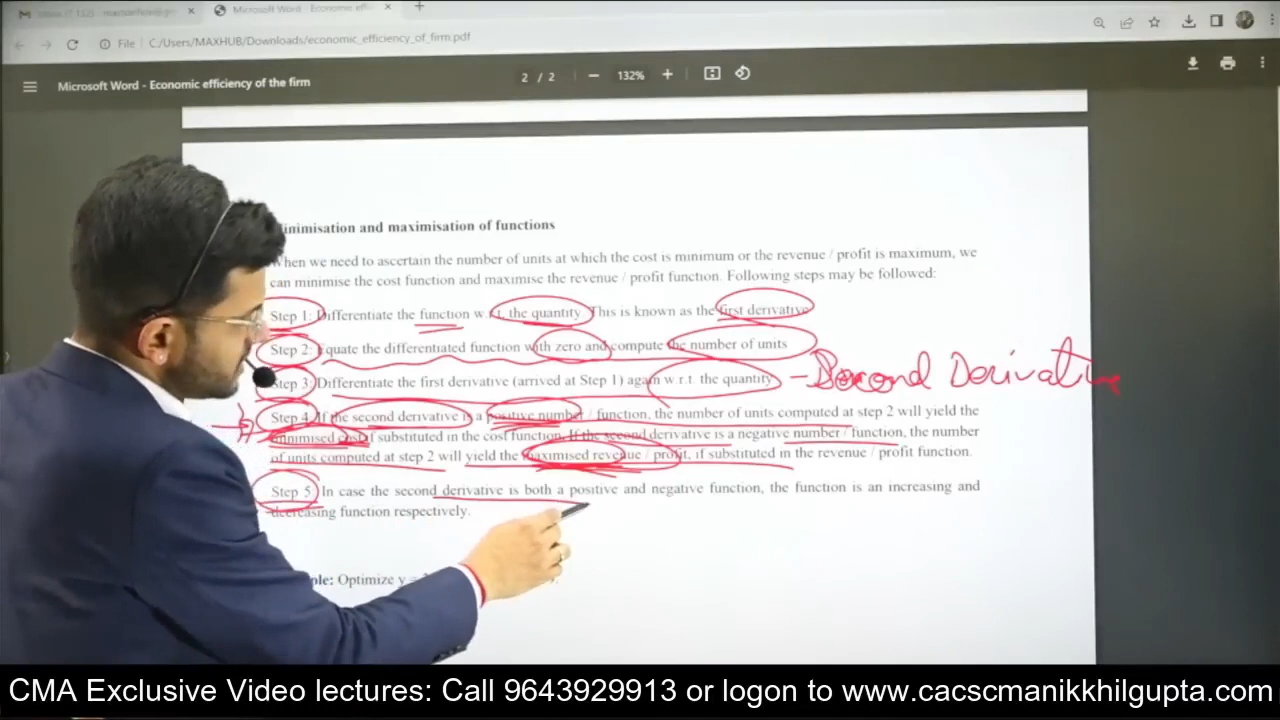 Microsoft Word - Economic effi
File | C:/Users/MAXHUB/Downloads/economic_efficiency_of_firm.pdf
Microsoft Word - Economic efficiency of the firm
2 / 2
132%
inimisation and maximisation of functions
When we need to ascertain the number of units at which the cost is minimum or the revenue / profit is maximum, we
can minimise the cost function and maximise the revenue / profit function. Following steps may be followed:
Step 1: Differentiate the function w.r.t. the quantity. This is known as the first derivative
Step 2: Equate the differentiated function with zero and compute the number of units
Step 3: Differentiate the first derivative (arrived at Step 1) again w.r.t. the quantity - Second Derivative
Step 4: If the second derivative is a positive number / function, the number of units computed at step 2 will yield the
minimised cost if substituted in the cost function. If the second derivative is a negative number / function, the number
of units computed at step 2 will yield the maximised revenue / profit, if substituted in the revenue / profit function.
Step 5: In case the second derivative is both a positive and negative function, the function is an increasing and
decreasing function respectively.
ple: Optimize y =
CMA Exclusive Video lectures: Call 9643929913 or logon to www.cacscmanikkhilgupta.com